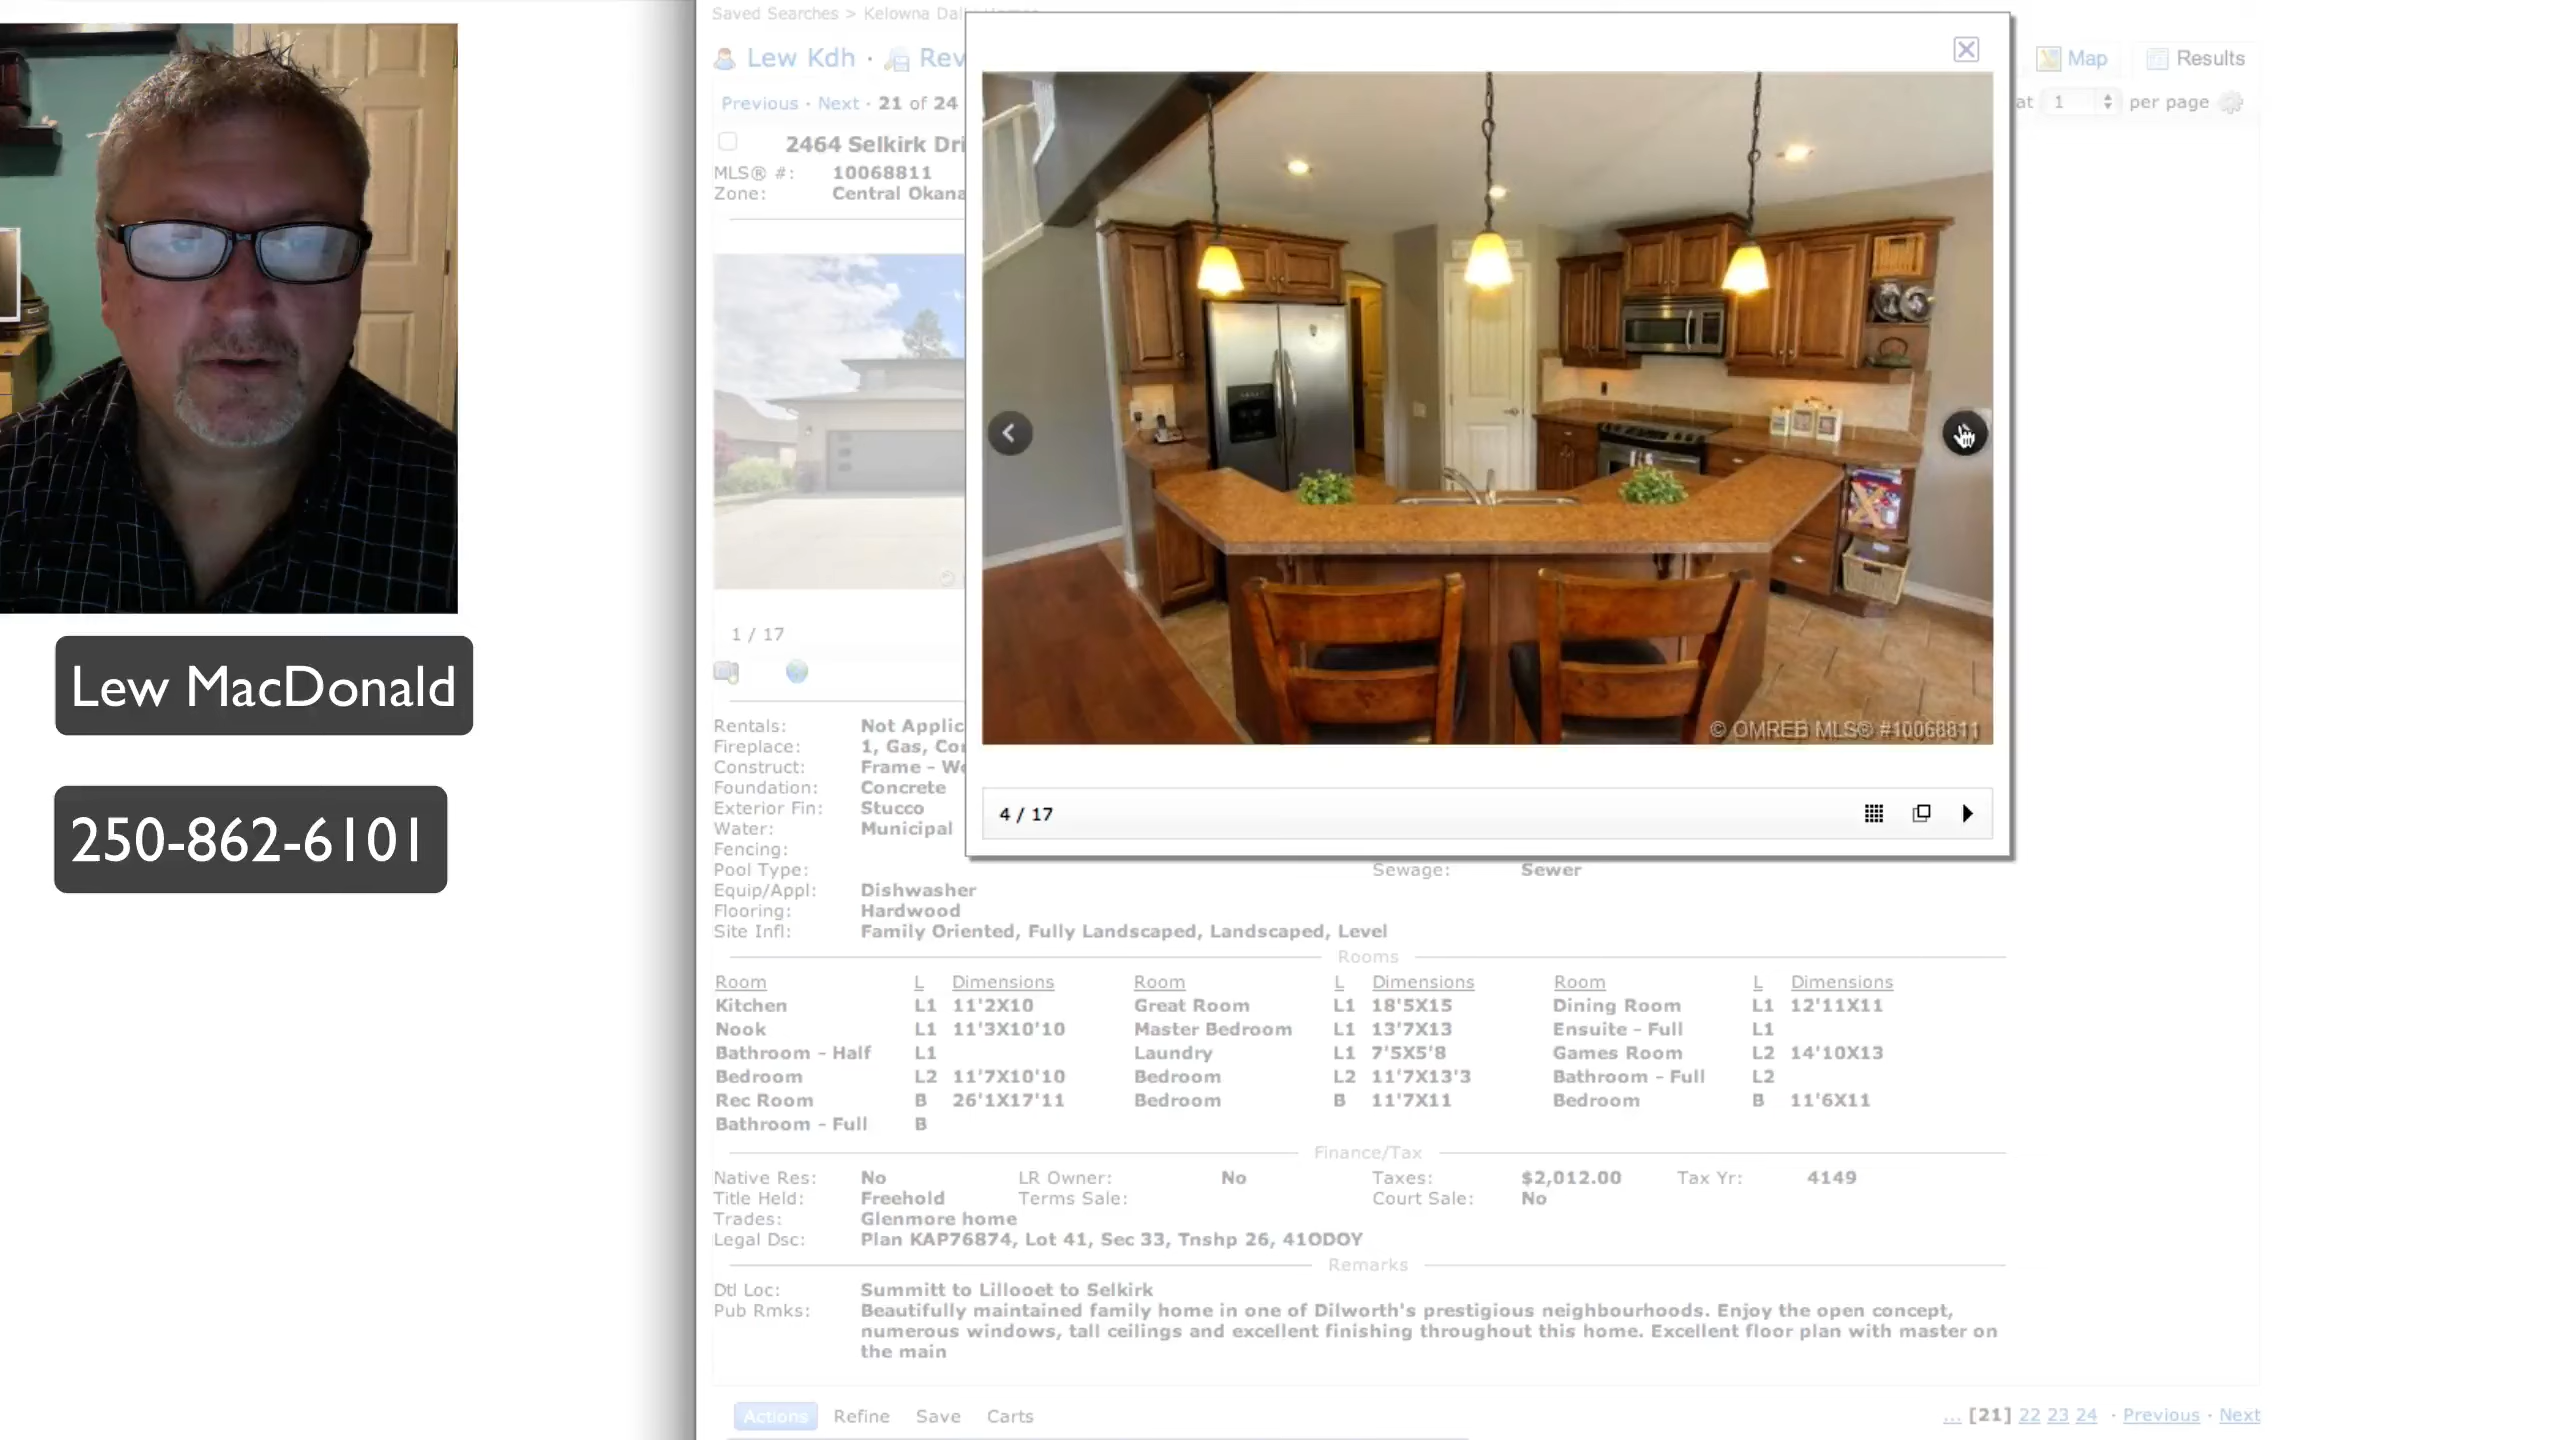 Saved Searches > Kelowna
Lew Kdh · Rev
Map
Results
Previous · Next · 21 of 24
at 1 per page
2464 Selkirk Dri
MLS® #: 10068811
Zone: Central Okana
1 / 17
Lew MacDonald
250-862-6101
© OMREB MLS® #10068811
4 / 17
Rentals: Not Applic
Fireplace: 1, Gas, Co
Construct: Frame – W
Foundation: Concrete
Exterior Fin: Stucco
Water: Municipal
Fencing:
Pool Type: Sewage: Sewer
Equip/Appl: Dishwasher
Flooring: Hardwood
Site Infl: Family Oriented, Fully Landscaped, Landscaped, Level
Rooms
Room L Dimensions Room L Dimensions Room L Dimensions
Kitchen L1 11'2X10 Great Room L1 18'5X15 Dining Room L1 12'11X11
Nook L1 11'3X10'10 Master Bedroom L1 13'7X13 Ensuite – Full L1
Bathroom – Half L1 Laundry L1 7'5X5'8 Games Room L2 14'10X13
Bedroom L2 11'7X10'10 Bedroom L2 11'7X13'3 Bathroom – Full L2
Rec Room B 26'1X17'11 Bedroom B 11'7X11 Bedroom B 11'6X11
Bathroom – Full B
Finance/Tax
Native Res: No LR Owner: No Taxes: $2,012.00 Tax Yr: 4149
Title Held: Freehold Terms Sale: Court Sale: No
Trades: Glenmore home
Legal Dsc: Plan KAP76874, Lot 41, Sec 33, Tnshp 26, 41ODOY
Remarks
Dtl Loc: Summitt to Lillooet to Selkirk
Pub Rmks: Beautifully maintained family home in one of Dilworth's prestigious neighbourhoods. Enjoy the open concept,
numerous windows, tall ceilings and excellent finishing throughout this home. Excellent floor plan with master on
the main
Actions Refine Save Carts
... [21] 22 23 24 · Previous · Next